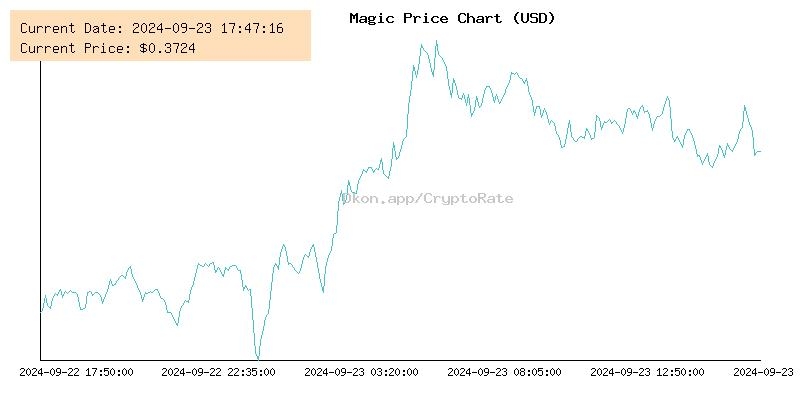 Magic Price Chart (USD)
Current Date: 2024-09-23 17:47:16
Current Price: $0.3724
0kon.app/CryptoRate
2024-09-22 17:50:00 2024-09-22 22:35:00 2024-09-23 03:20:00 2024-09-23 08:05:00 2024-09-23 12:50:00 2024-09-23